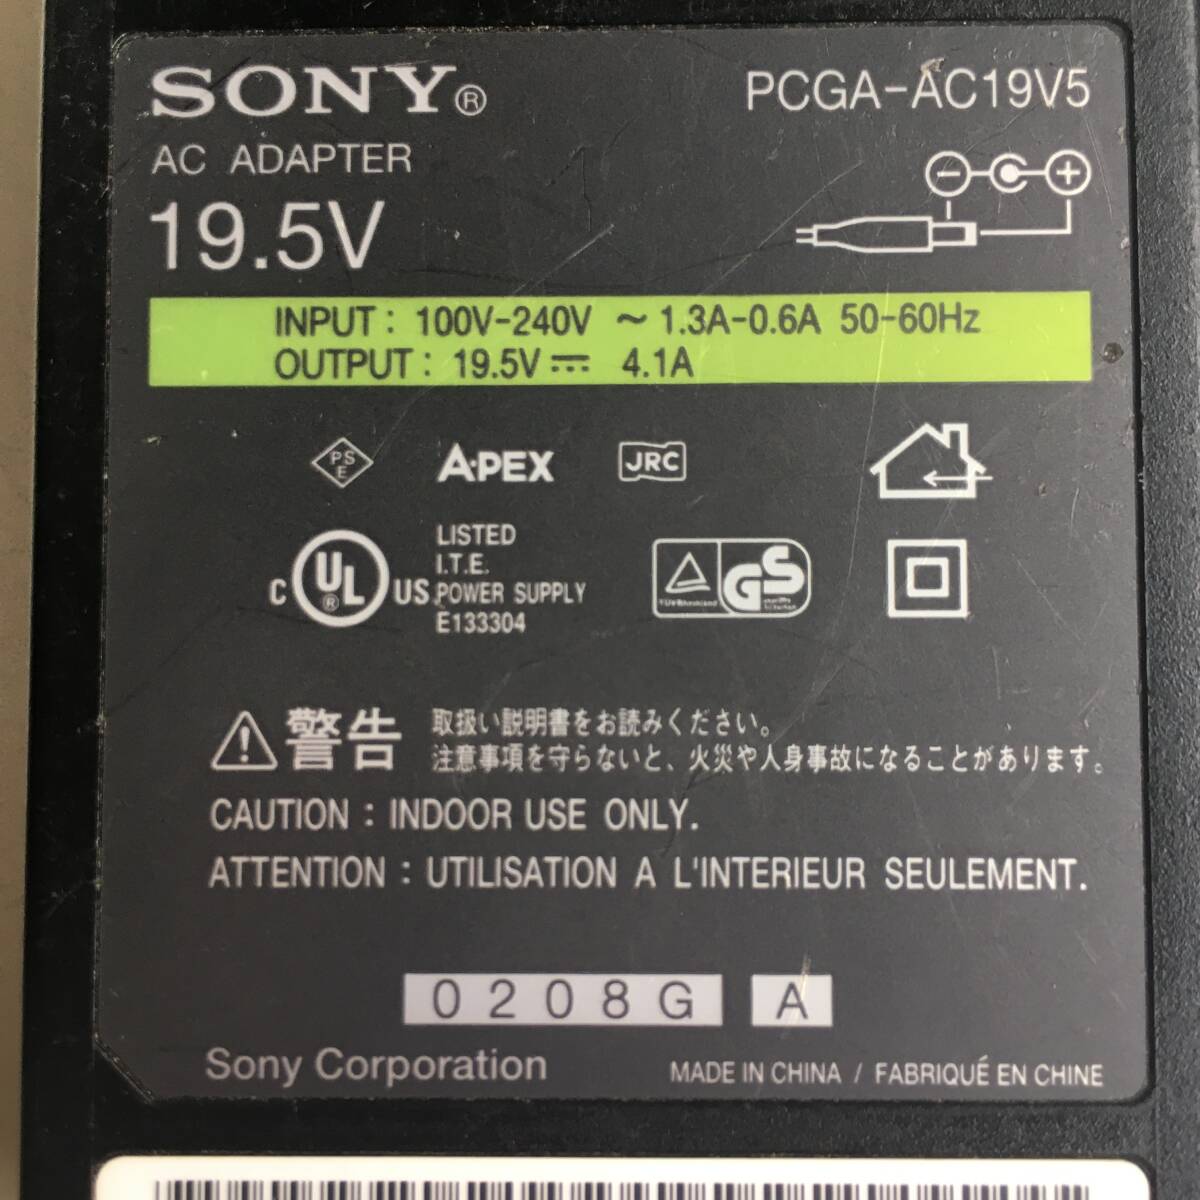 SONY®
PCGA-AC19V5
AC ADAPTER
19.5V
INPUT : 100V-240V ~ 1.3A-0.6A 50-60Hz
OUTPUT : 19.5V⎓ 4.1A
PS
E
A·PEX
JRC
C UL® US
LISTED
I.T.E.
POWER SUPPLY
E133304
TÜVRheinland
GS
⚠警告
取扱い説明書をお読みください。
注意事項を守らないと、火災や人身事故になることがあります。
CAUTION : INDOOR USE ONLY.
ATTENTION : UTILISATION A L'INTERIEUR SEULEMENT.
0208G A
Sony Corporation
MADE IN CHINA / FABRIQUÉ EN CHINE